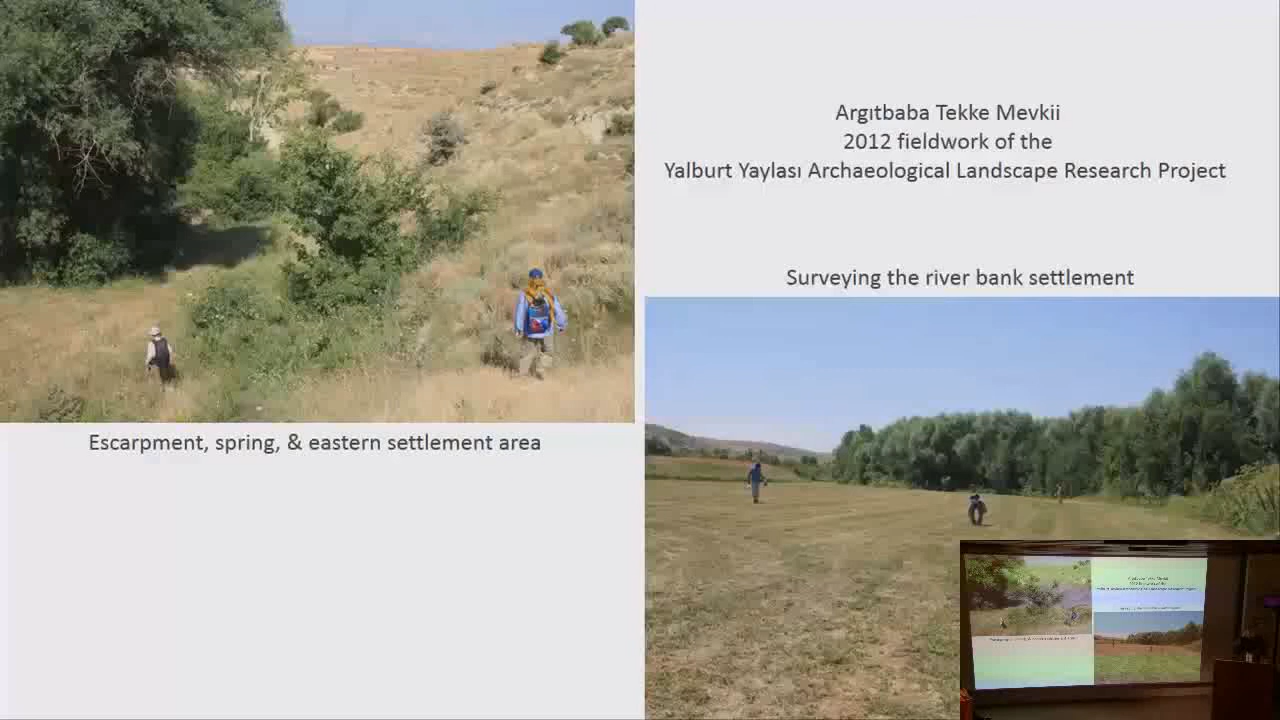 Argıtbaba Tekke Mevkii
2012 fieldwork of the
Yalburt Yaylası Archaeological Landscape Research Project
Surveying the river bank settlement
Escarpment, spring, & eastern settlement area